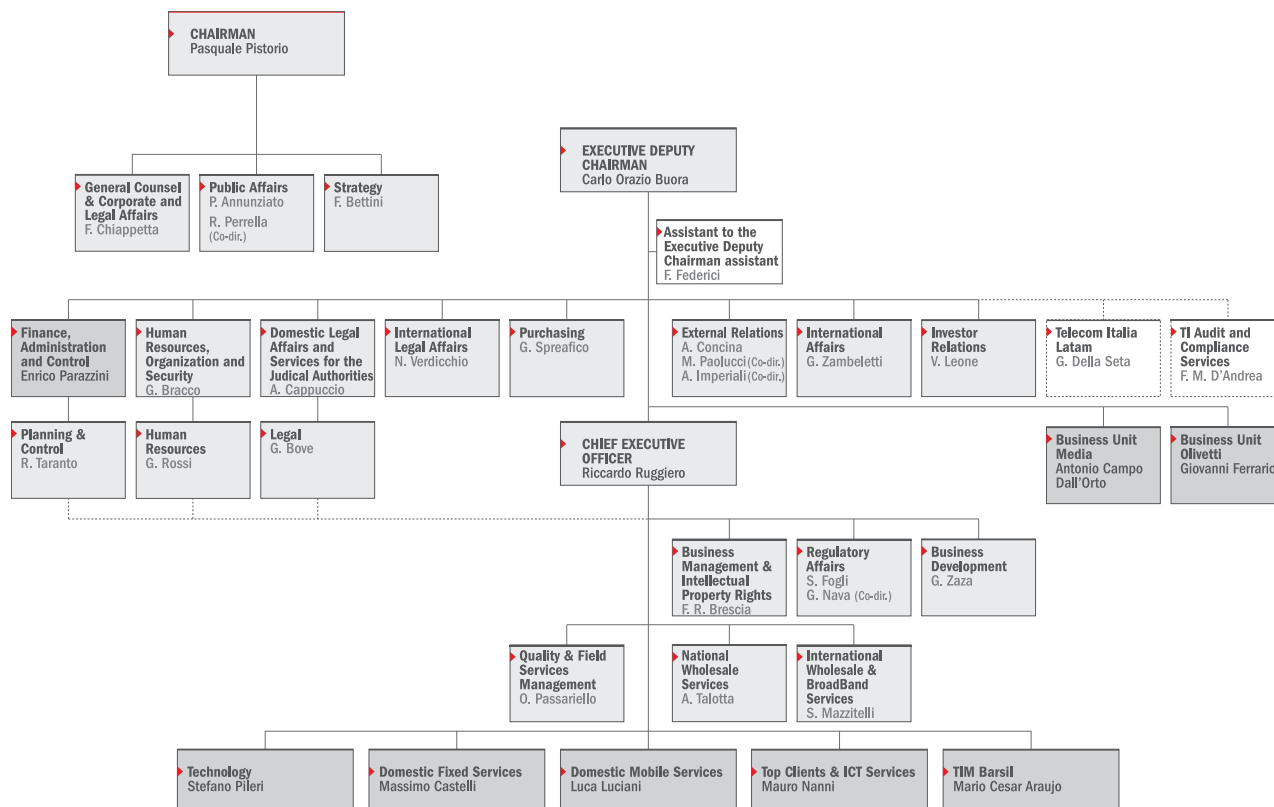 CHAIRMAN
Pasquale Pistorio
General Counsel
& Corporate and
Legal Affairs
F. Chiappetta
Public Affairs
P. Annunziato
R. Perrella
(Co-dir.)
Strategy
F. Bettini
EXECUTIVE DEPUTY
CHAIRMAN
Carlo Orazio Buora
Assistant to the
Executive Deputy
Chairman assistant
F. Federici
Finance,
Administration
and Control
Enrico Parazzini
Human
Resources,
Organization and
Security
G. Bracco
Domestic Legal
Affairs and
Services for the
Judical Authorities
A. Cappuccio
International
Legal Affairs
N. Verdicchio
Purchasing
G. Spreafico
External Relations
A. Concina
M. Paolucci (Co-dir.)
A. Imperiali (Co-dir.)
International
Affairs
G. Zambeletti
Investor
Relations
V. Leone
Telecom Italia
Latam
G. Della Seta
TI Audit and
Compliance
Services
F. M. D'Andrea
Planning &
Control
R. Taranto
Human
Resources
G. Rossi
Legal
G. Bove
CHIEF EXECUTIVE
OFFICER
Riccardo Ruggiero
Business Unit
Media
Antonio Campo
Dall'Orto
Business Unit
Olivetti
Giovanni Ferrario
Business
Management &
Intellectual
Property Rights
F. R. Brescia
Regulatory
Affairs
S. Fogli
G. Nava (Co-dir.)
Business
Development
G. Zaza
Quality & Field
Services
Management
O. Passariello
National
Wholesale
Services
A. Talotta
International
Wholesale &
BroadBand
Services
S. Mazzitelli
Technology
Stefano Pileri
Domestic Fixed Services
Massimo Castelli
Domestic Mobile Services
Luca Luciani
Top Clients & ICT Services
Mauro Nanni
TIM Barsil
Mario Cesar Araujo